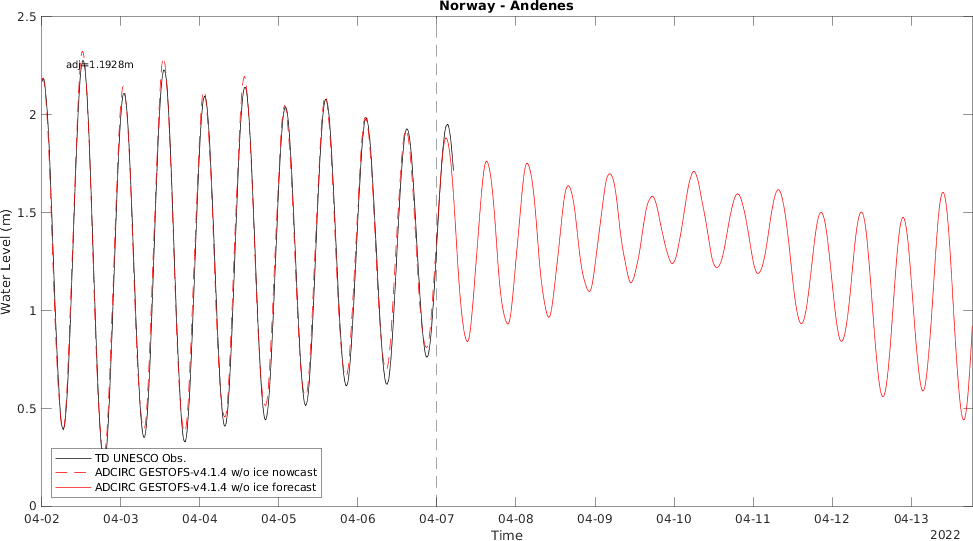 Norway - Andenes
2.5
2
1.5
1
0.5
0
Water Level (m)
adj=1.1928m
TD UNESCO Obs.
ADCIRC GESTOFS-v4.1.4 w/o ice nowcast
ADCIRC GESTOFS-v4.1.4 w/o ice forecast
04-02 04-03 04-04 04-05 04-06 04-07 04-08 04-09 04-10 04-11 04-12 04-13
2022
Time